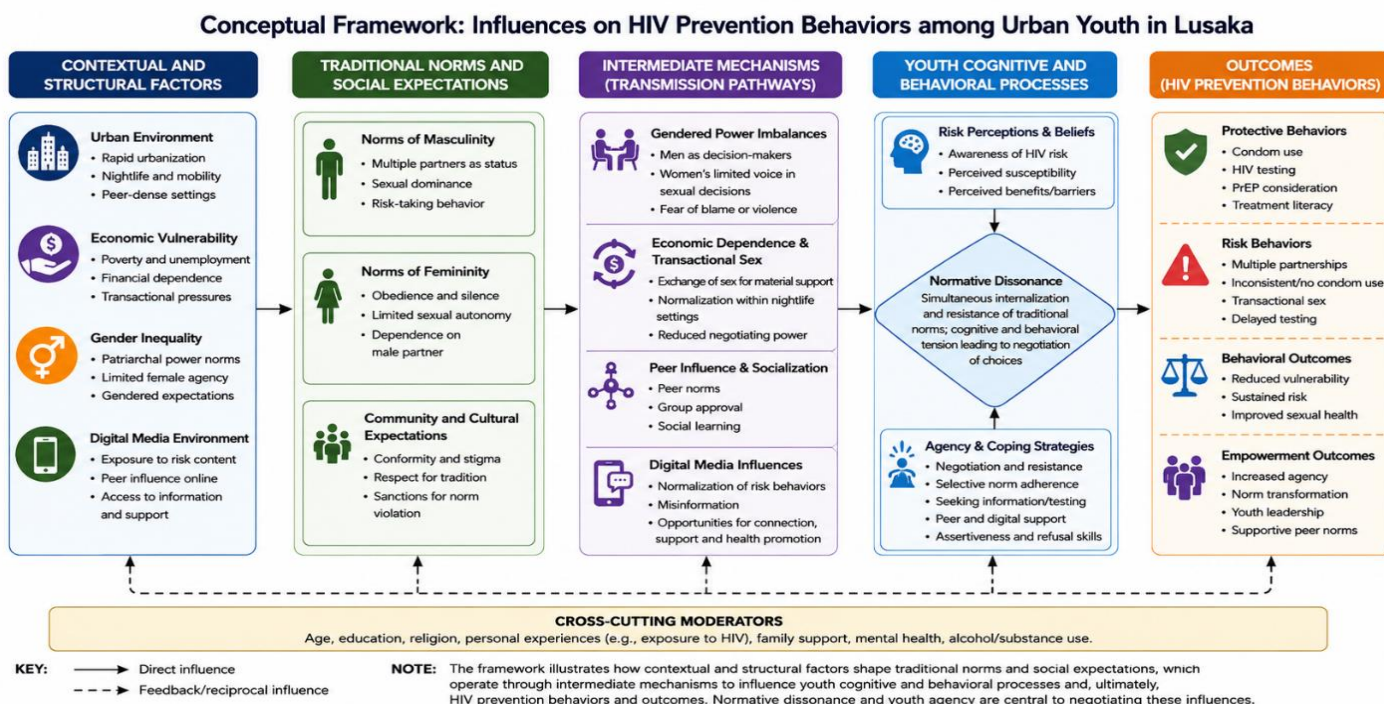 Conceptual Framework: Influences on HIV Prevention Behaviors among Urban Youth in Lusaka
CONTEXTUAL AND
STRUCTURAL FACTORS
Urban Environment
• Rapid urbanization
• Nightlife and mobility
• Peer-dense settings
Economic Vulnerability
• Poverty and unemployment
• Financial dependence
• Transactional pressures
Gender Inequality
• Patriarchal power norms
• Limited female agency
• Gendered expectations
Digital Media Environment
• Exposure to risk content
• Peer influence online
• Access to information
and support
TRADITIONAL NORMS AND
SOCIAL EXPECTATIONS
Norms of Masculinity
• Multiple partners as status
• Sexual dominance
• Risk-taking behavior
Norms of Femininity
• Obedience and silence
• Limited sexual autonomy
• Dependence on
male partner
Community and Cultural
Expectations
• Conformity and stigma
• Respect for tradition
• Sanctions for norm
violation
INTERMEDIATE MECHANISMS
(TRANSMISSION PATHWAYS)
Gendered Power Imbalances
• Men as decision-makers
• Women's limited voice in
sexual decisions
• Fear of blame or violence
Economic Dependence &
Transactional Sex
• Exchange of sex for material support
• Normalization within nightlife
settings
• Reduced negotiating power
Peer Influence & Socialization
• Peer norms
• Group approval
• Social learning
Digital Media Influences
• Normalization of risk behaviors
• Misinformation
• Opportunities for connection,
support and health promotion
YOUTH COGNITIVE AND
BEHAVIORAL PROCESSES
Risk Perceptions & Beliefs
• Awareness of HIV risk
• Perceived susceptibility
• Perceived benefits/barriers
Normative Dissonance
Simultaneous internalization
and resistance of traditional
norms; cognitive and behavioral
tension leading to negotiation
of choices
Agency & Coping Strategies
• Negotiation and resistance
• Selective norm adherence
• Seeking information/testing
• Peer and digital support
• Assertiveness and refusal skills
OUTCOMES
(HIV PREVENTION BEHAVIORS)
Protective Behaviors
• Condom use
• HIV testing
• PrEP consideration
• Treatment literacy
Risk Behaviors
• Multiple partnerships
• Inconsistent/no condom use
• Transactional sex
• Delayed testing
Behavioral Outcomes
• Reduced vulnerability
• Sustained risk
• Improved sexual health
Empowerment Outcomes
• Increased agency
• Norm transformation
• Youth leadership
• Supportive peer norms
CROSS-CUTTING MODERATORS
Age, education, religion, personal experiences (e.g., exposure to HIV), family support, mental health, alcohol/substance use.
KEY:
Direct influence
Feedback/reciprocal influence
NOTE: The framework illustrates how contextual and structural factors shape traditional norms and social expectations, which
operate through intermediate mechanisms to influence youth cognitive and behavioral processes and, ultimately,
HIV prevention behaviors and outcomes. Normative dissonance and youth agency are central to negotiating these influences.